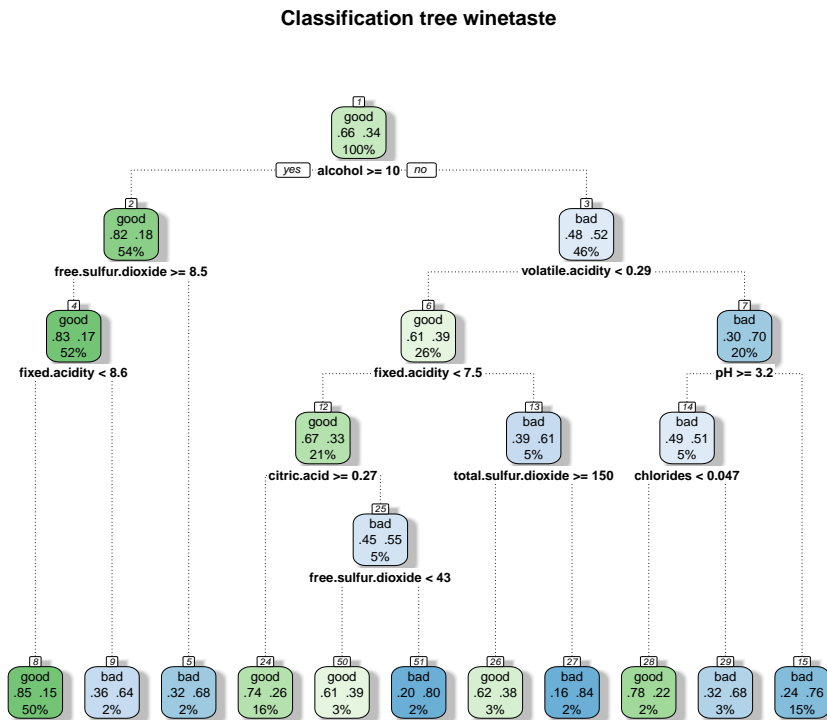 Classification tree winetaste
1
good
.66 .34
100%
yes alcohol >= 10 no
2
good
.82 .18
54%
free.sulfur.dioxide >= 8.5
3
bad
.48 .52
46%
volatile.acidity < 0.29
4
good
.83 .17
52%
fixed.acidity < 8.6
6
good
.61 .39
26%
fixed.acidity < 7.5
7
bad
.30 .70
20%
pH >= 3.2
12
good
.67 .33
21%
citric.acid >= 0.27
13
bad
.39 .61
5%
total.sulfur.dioxide >= 150
14
bad
.49 .51
5%
chlorides < 0.047
25
bad
.45 .55
5%
free.sulfur.dioxide < 43
8
good
.85 .15
50%
9
bad
.36 .64
2%
5
bad
.32 .68
2%
24
good
.74 .26
16%
50
good
.61 .39
3%
51
bad
.20 .80
2%
26
good
.62 .38
3%
27
bad
.16 .84
2%
28
good
.78 .22
2%
29
bad
.32 .68
3%
15
bad
.24 .76
15%